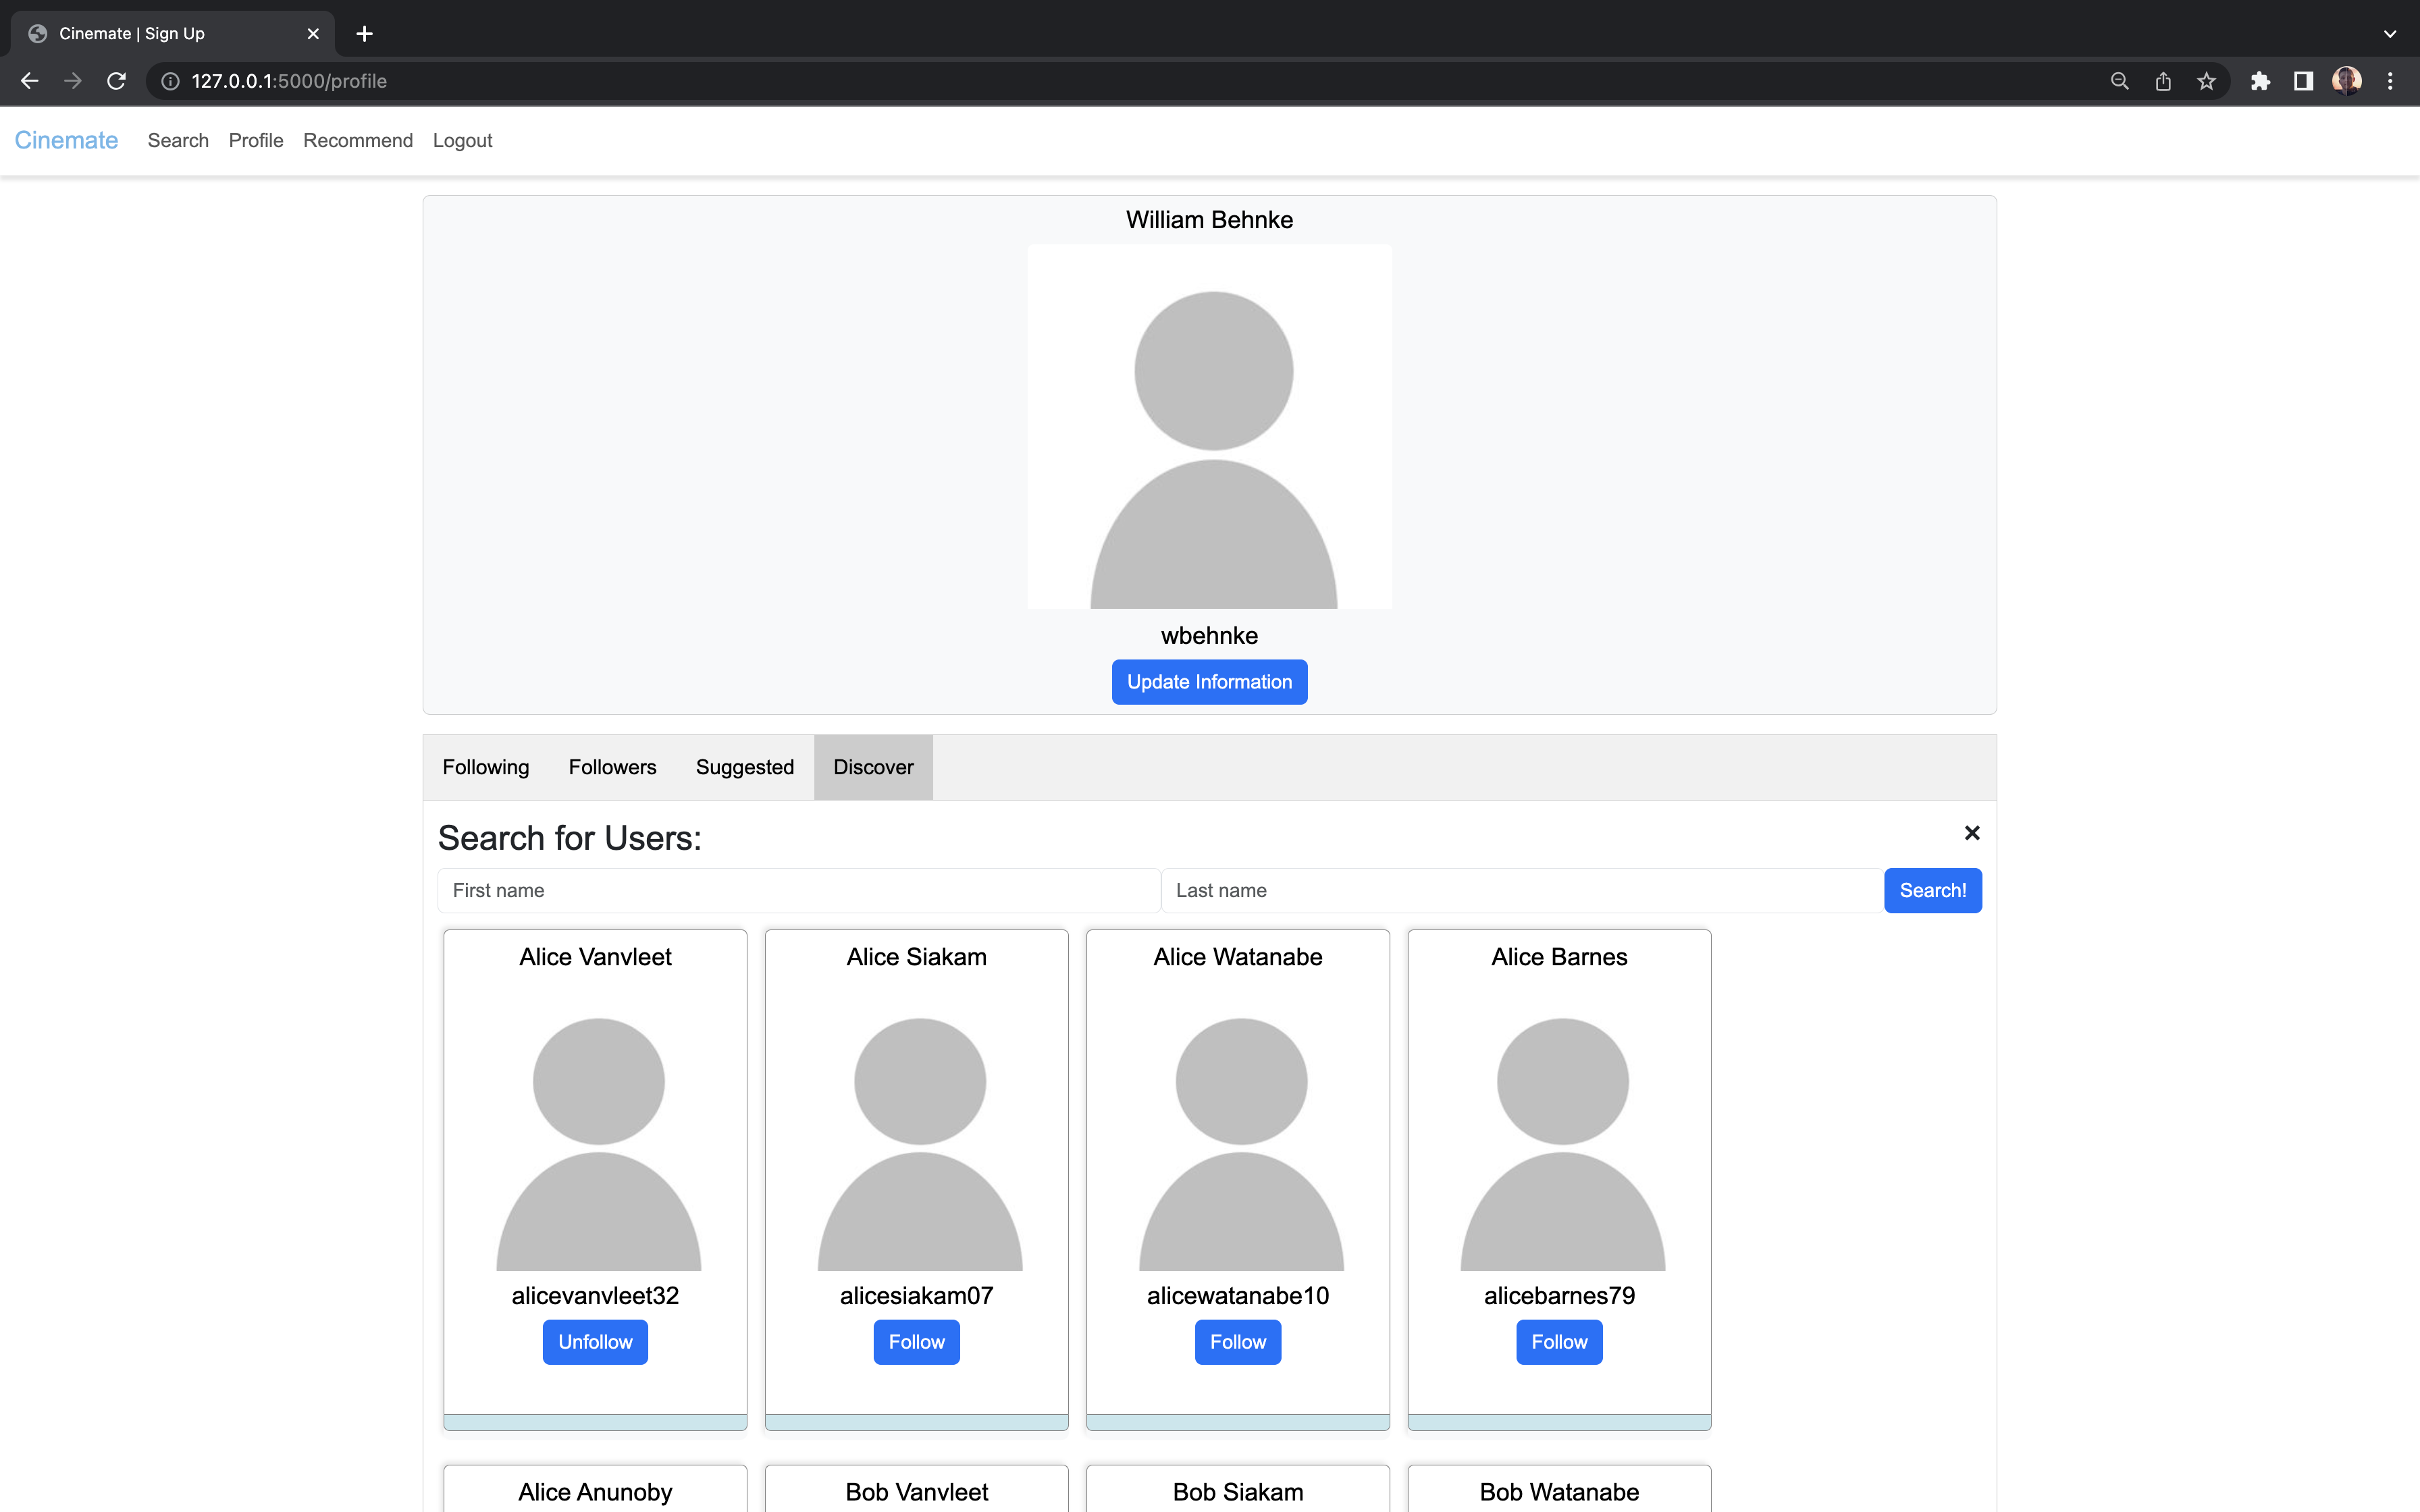 Cinemate | Sign Up
127.0.0.1:5000/profile
Cinemate Search Profile Recommend Logout
William Behnke
wbehnke
Update Information
Following Followers Suggested Discover
Search for Users:
First name Last name Search!
Alice Vanvleet Alice Siakam Alice Watanabe Alice Barnes
alicevanvleet32 alicesiakam07 alicewatanabe10 alicebarnes79
Unfollow Follow Follow Follow
Alice Anunoby Bob Vanvleet Bob Siakam Bob Watanabe